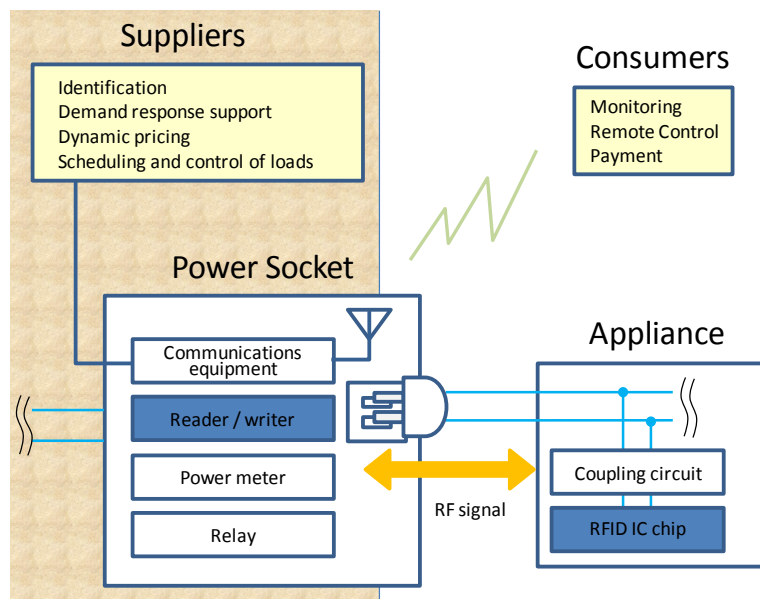 Suppliers
Identification
Demand response support
Dynamic pricing
Scheduling and control of loads
Consumers
Monitoring
Remote Control
Payment
Power Socket
Communications
equipment
Reader / writer
Power meter
Relay
RF signal
Appliance
Coupling circuit
RFID IC chip